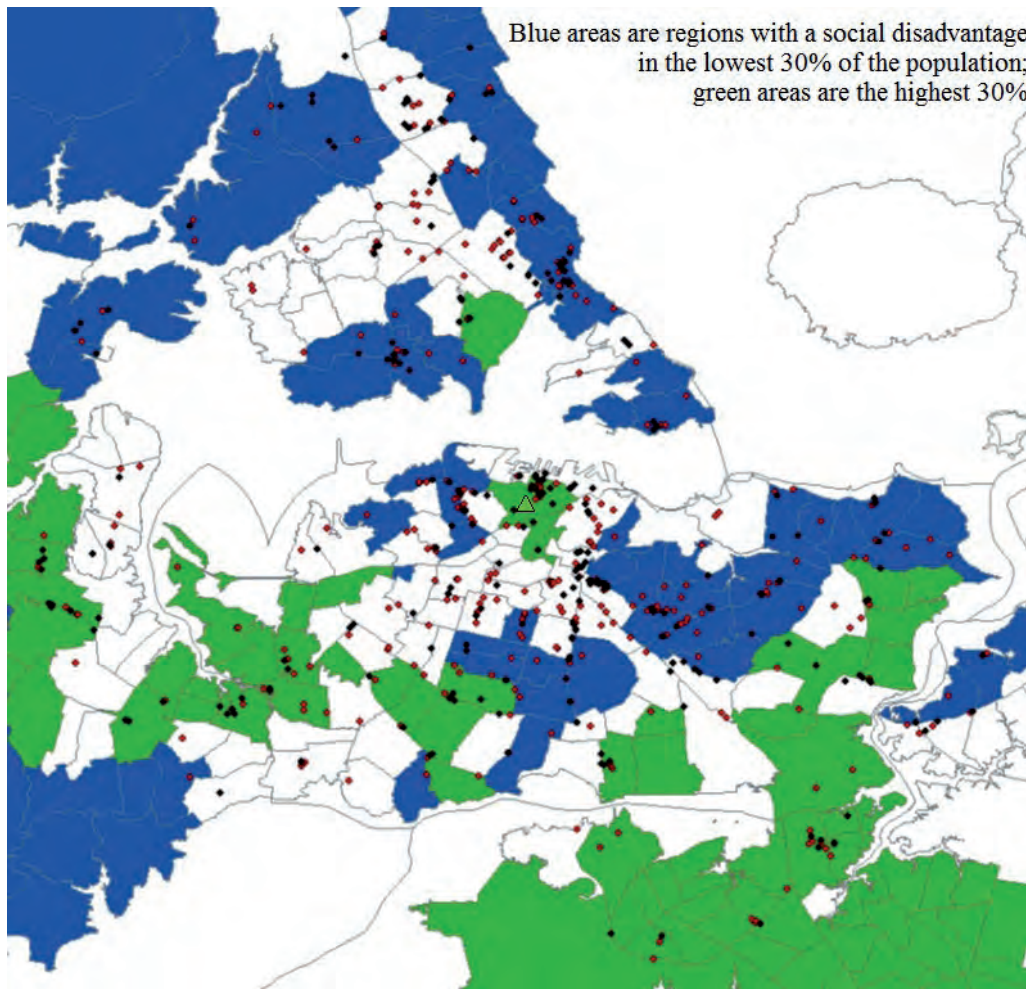 Blue areas are regions with a social disadvantage
in the lowest 30% of the population;
green areas are the highest 30%